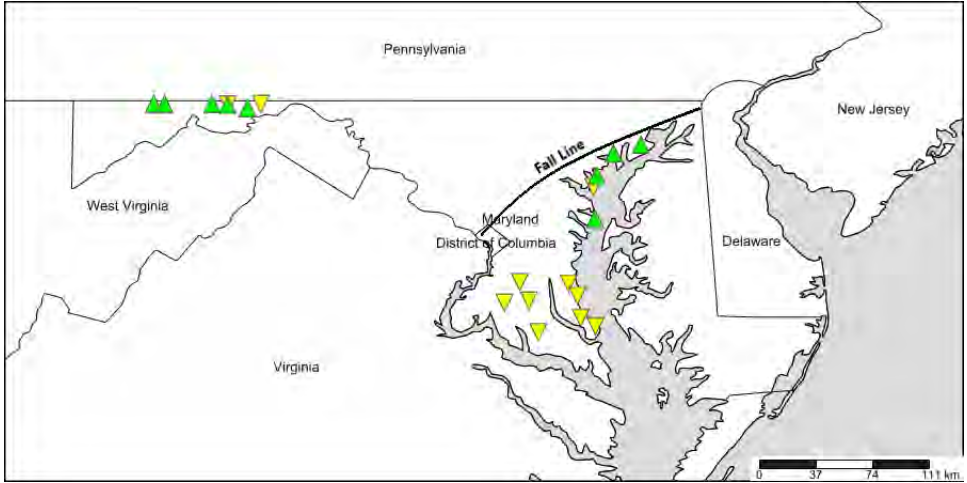 Pennsylvania
New Jersey
Fall Line
West Virginia
Maryland
District of Columbia
Delaware
Virginia
0 37 74 111 km.